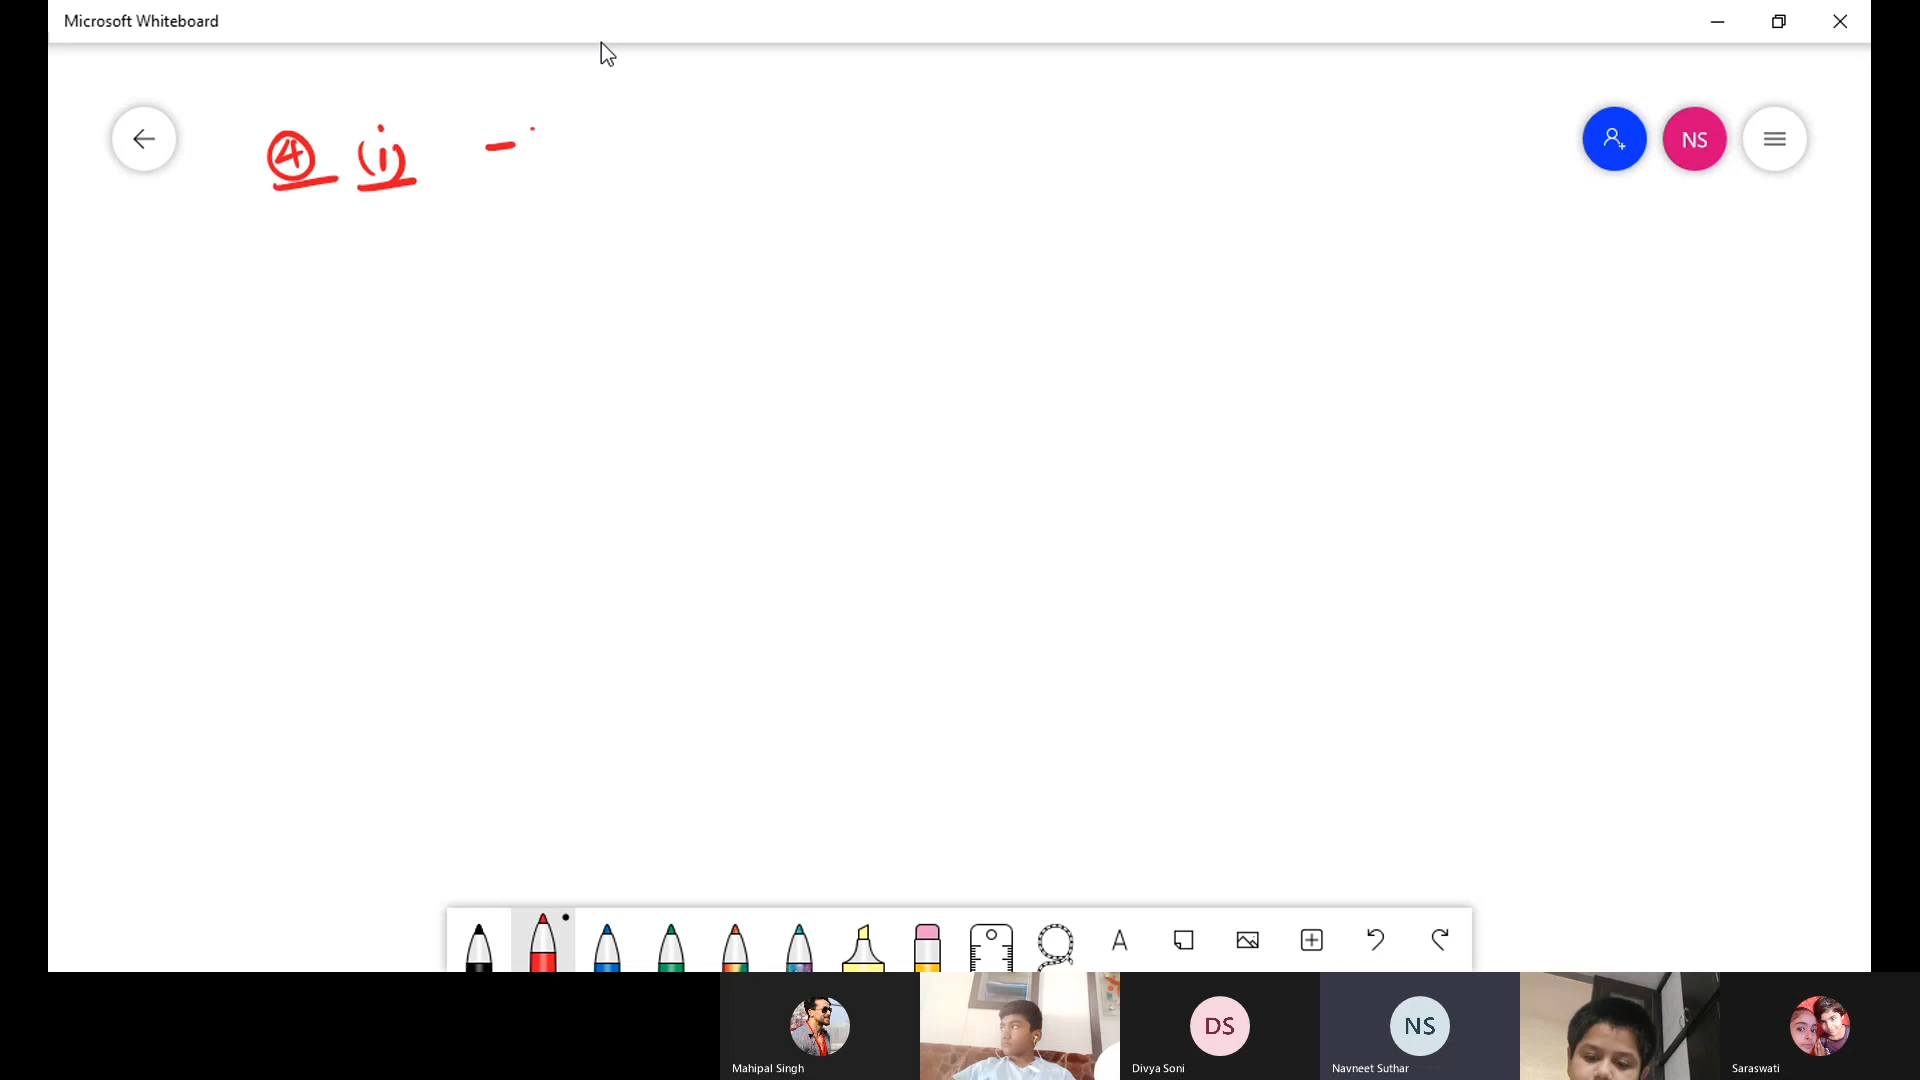 Microsoft Whiteboard
④ (i) -
NS
A
DS
NS
Mahipal Singh
Divya Soni
Navneet Suthar
Saraswati